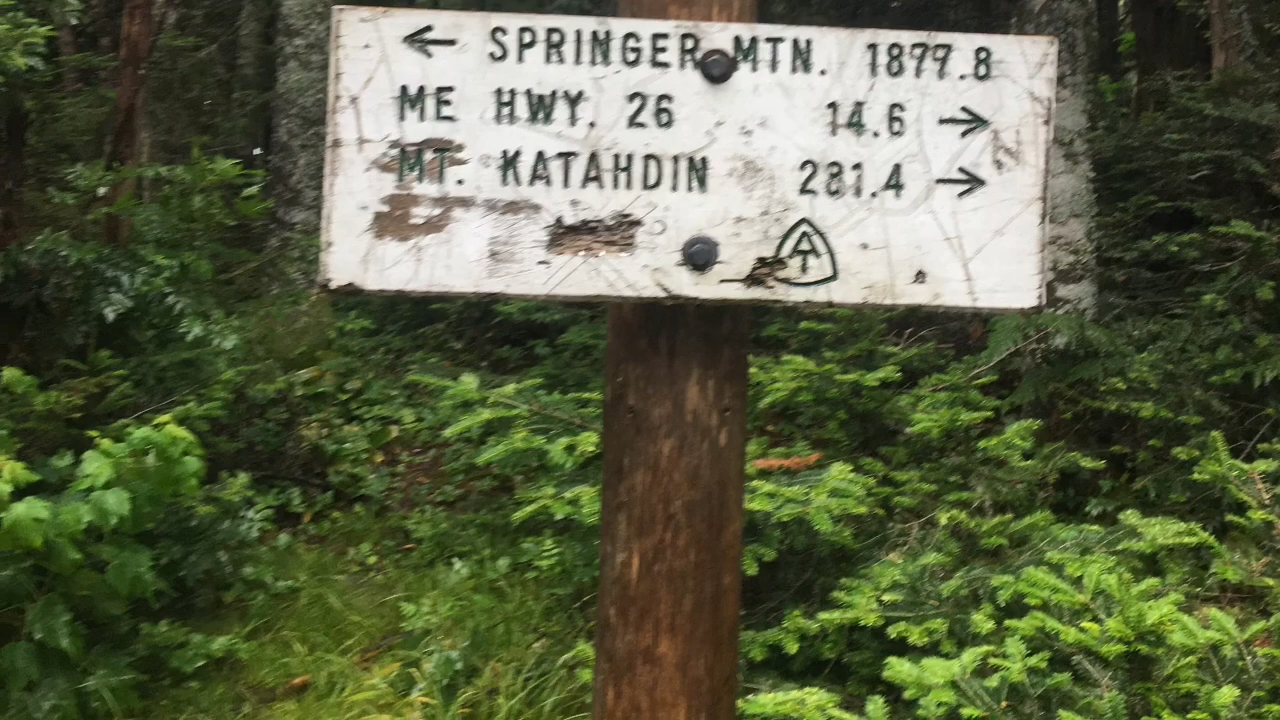 ← SPRINGER MTN. 1877.8
ME HWY. 26 14.6 →
MT. KATAHDIN 281.4 →
AT